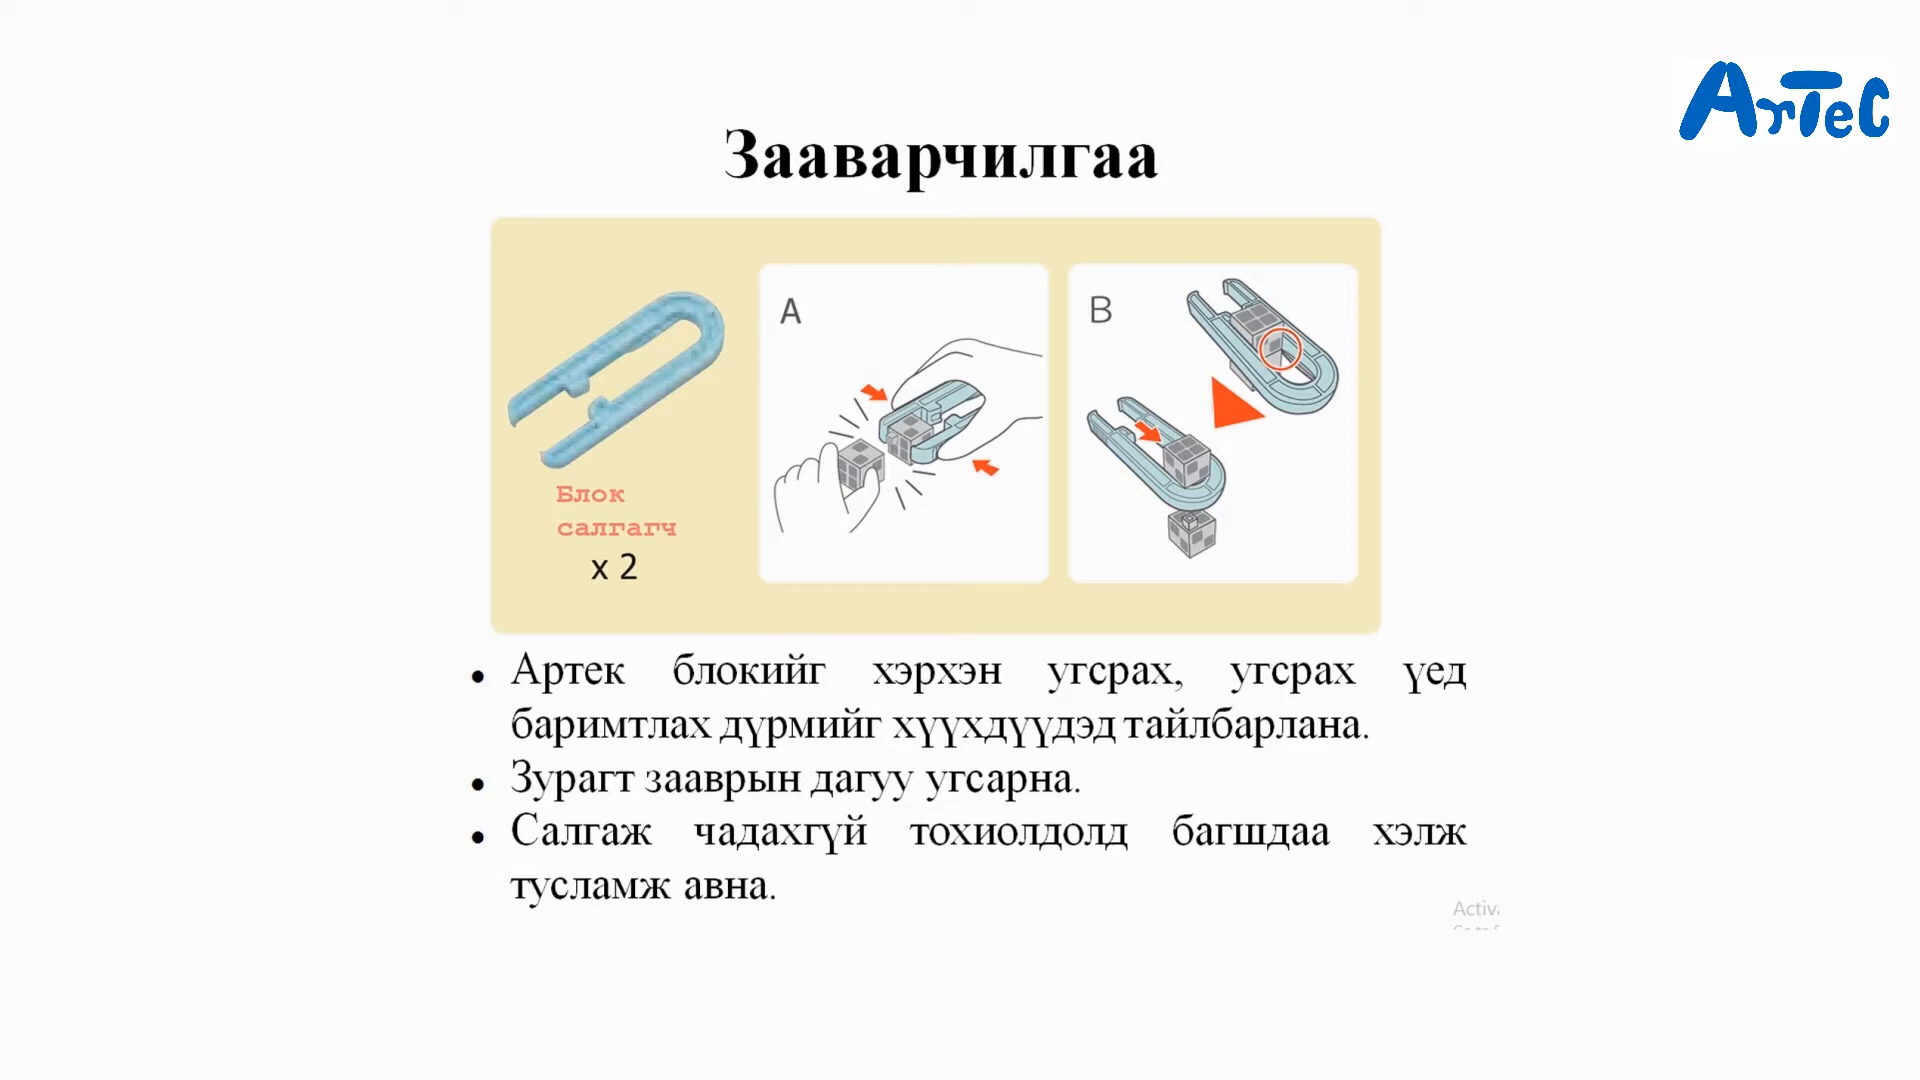 ArTeC
Зааварчилгаа
A
B
Блок
салгагч
x 2
Артек блокийг хэрхэн угсрах, угсрах үед
баримтлах дүрмийг хүүхдүүдэд тайлбарлана.
Зурагт зааврын дагуу угсарна.
Салгаж чадахгүй тохиолдолд багшдаа хэлж
тусламж авна.